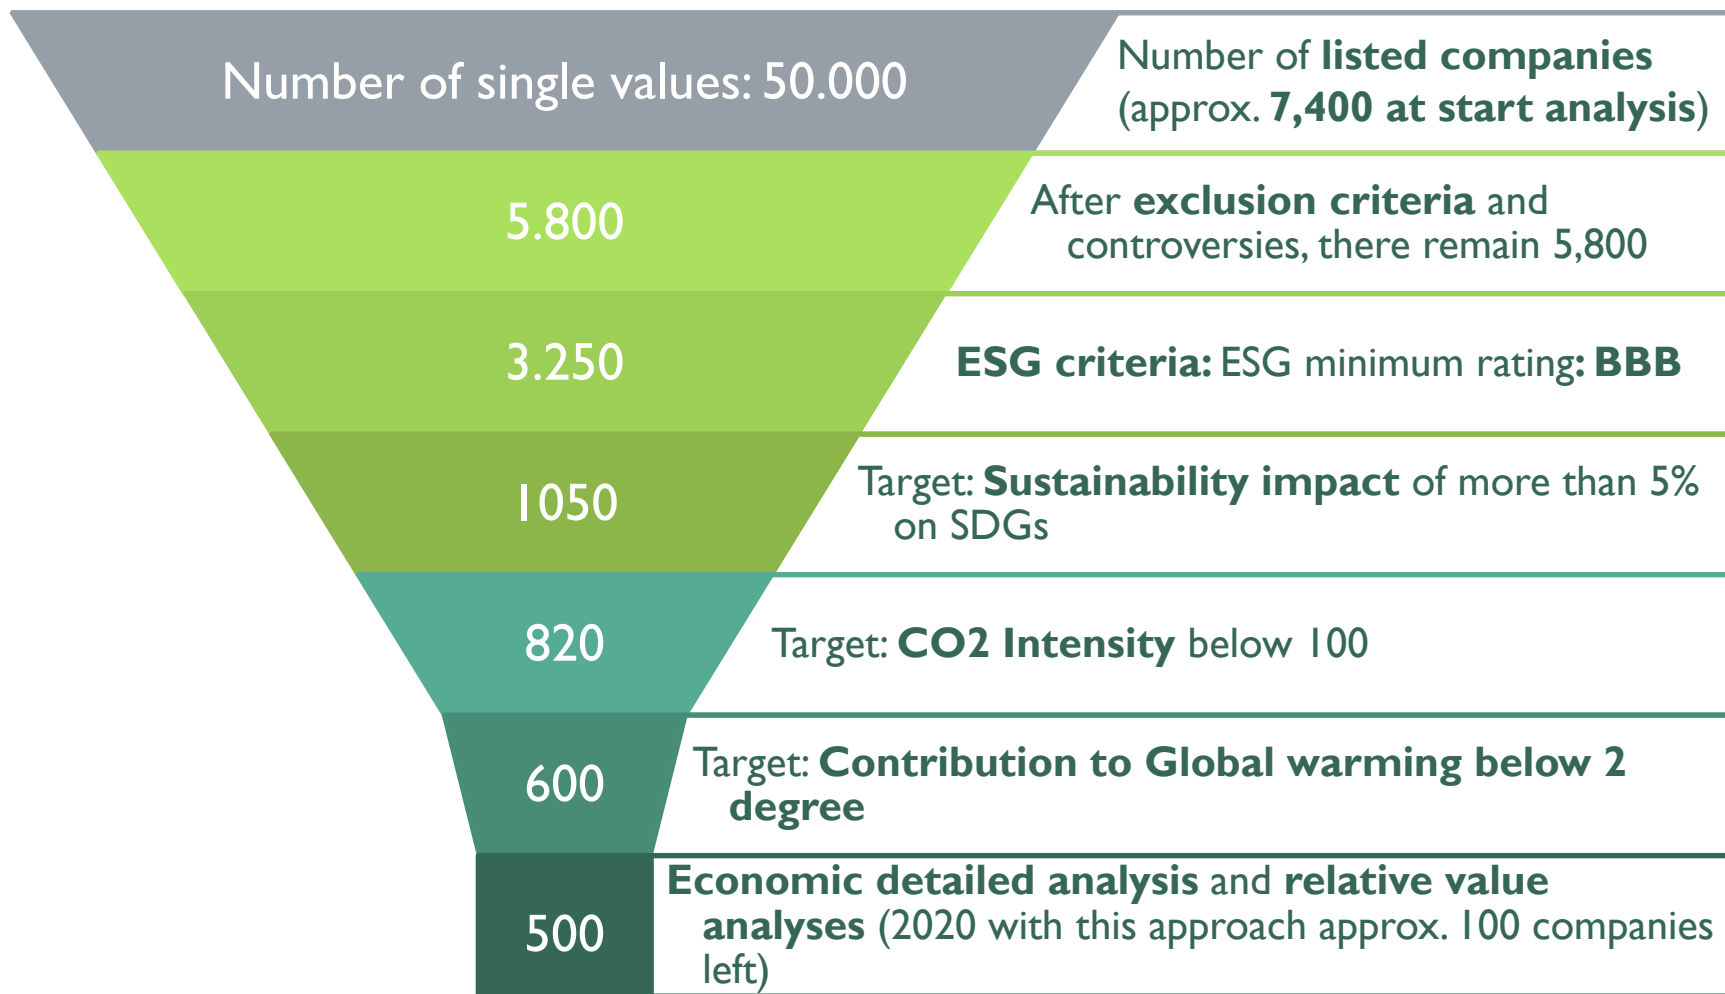 Number of single values: 50.000
Number of listed companies
(approx. 7,400 at start analysis)
5.800
After exclusion criteria and
controversies, there remain 5,800
3.250
ESG criteria: ESG minimum rating: BBB
1050
Target: Sustainability impact of more than 5%
on SDGs
820
Target: CO2 Intensity below 100
600
Target: Contribution to Global warming below 2
degree
500
Economic detailed analysis and relative value
analyses (2020 with this approach approx. 100 companies
left)